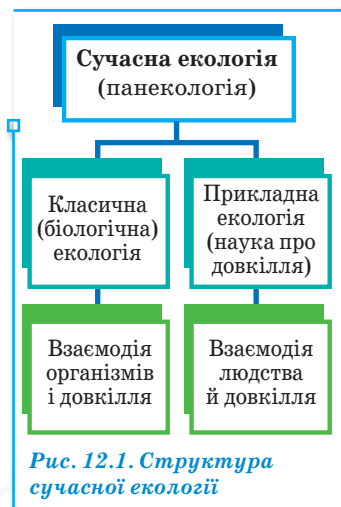 Сучасна екологія
(панекологія)
Класична
(біологічна)
екологія
Прикладна
екологія
(наука про
довкілля)
Взаємодія
організмів
і довкілля
Взаємодія
людства
й довкілля
Рис. 12.1. Структура
сучасної екології